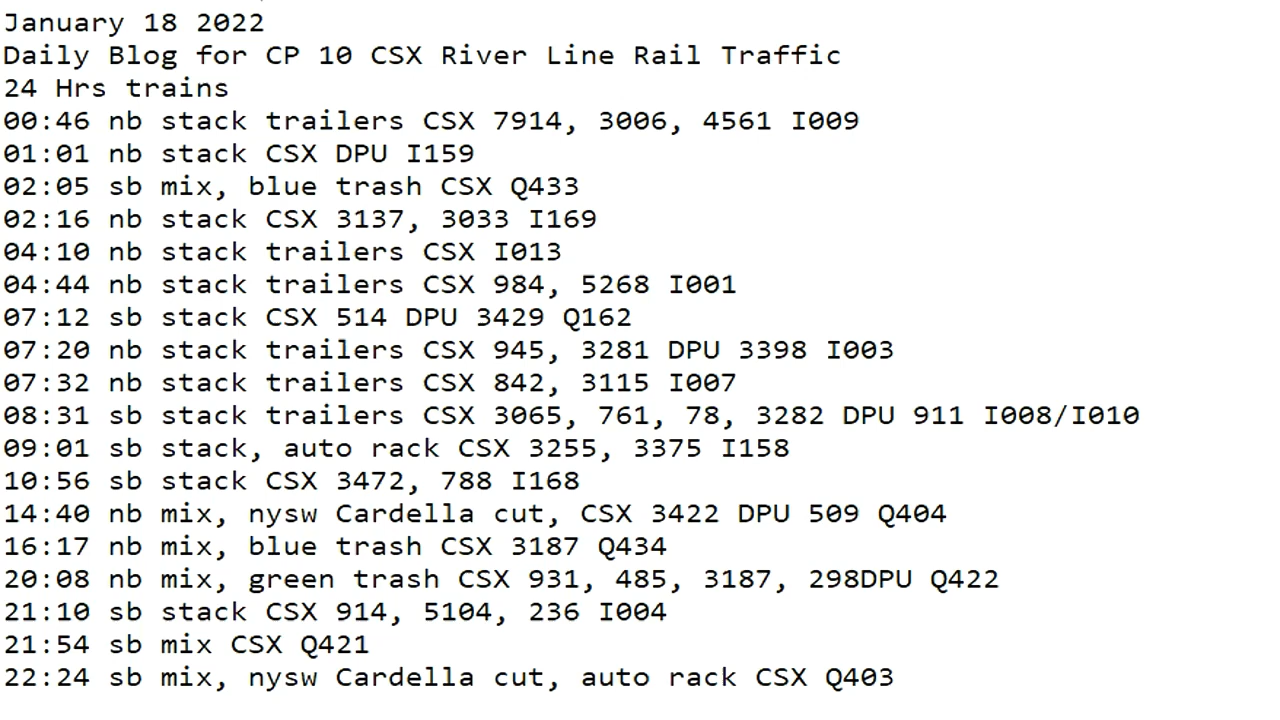 January 18 2022
Daily Blog for CP 10 CSX River Line Rail Traffic
24 Hrs trains
00:46 nb stack trailers CSX 7914, 3006, 4561 I009
01:01 nb stack CSX DPU I159
02:05 sb mix, blue trash CSX Q433
02:16 nb stack CSX 3137, 3033 I169
04:10 nb stack trailers CSX I013
04:44 nb stack trailers CSX 984, 5268 I001
07:12 sb stack CSX 514 DPU 3429 Q162
07:20 nb stack trailers CSX 945, 3281 DPU 3398 I003
07:32 nb stack trailers CSX 842, 3115 I007
08:31 sb stack trailers CSX 3065, 761, 78, 3282 DPU 911 I008/I010
09:01 sb stack, auto rack CSX 3255, 3375 I158
10:56 sb stack CSX 3472, 788 I168
14:40 nb mix, nysw Cardella cut, CSX 3422 DPU 509 Q404
16:17 nb mix, blue trash CSX 3187 Q434
20:08 nb mix, green trash CSX 931, 485, 3187, 298DPU Q422
21:10 sb stack CSX 914, 5104, 236 I004
21:54 sb mix CSX Q421
22:24 sb mix, nysw Cardella cut, auto rack CSX Q403